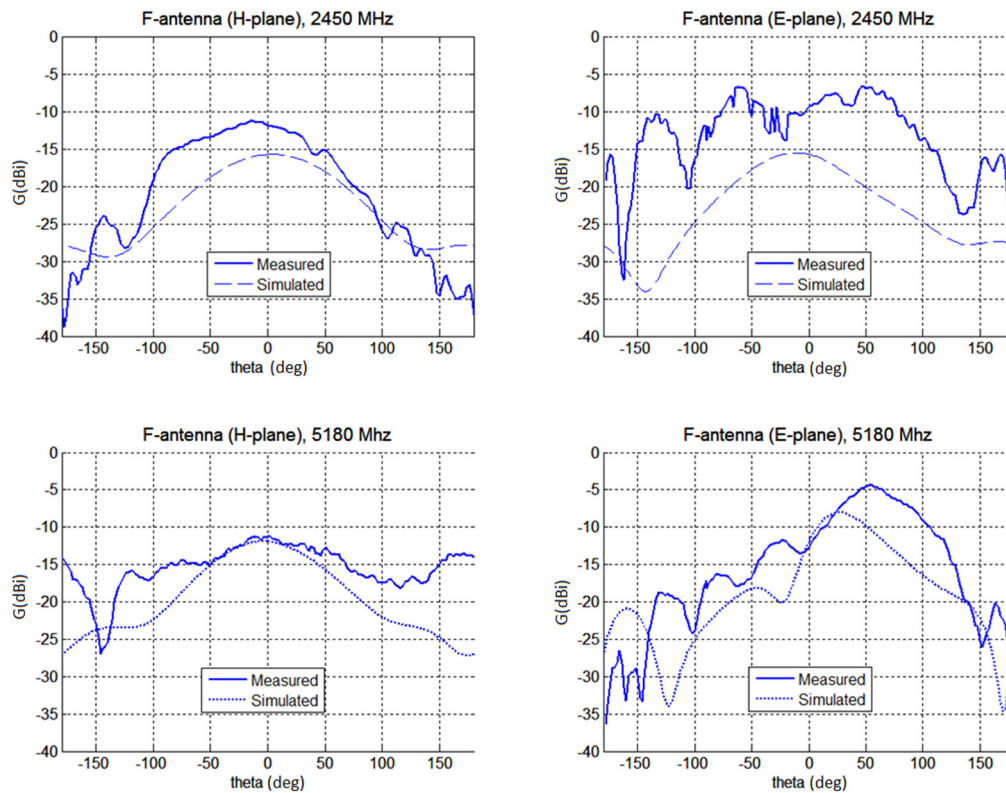 F-antenna (H-plane), 2450 MHz
0
-5
-10
-15
-20
-25
-30
-35
-40
G(dBi)
Measured
Simulated
-150 -100 -50 0 50 100 150
theta (deg)
F-antenna (E-plane), 2450 MHz
0
-5
-10
-15
-20
-25
-30
-35
-40
G(dBi)
Measured
Simulated
-150 -100 -50 0 50 100 150
theta (deg)
F-antenna (H-plane), 5180 Mhz
0
-5
-10
-15
-20
-25
-30
-35
-40
G(dBi)
Measured
Simulated
-150 -100 -50 0 50 100 150
theta (deg)
F-antenna (E-plane), 5180 Mhz
0
-5
-10
-15
-20
-25
-30
-35
-40
G(dBi)
Measured
Simulated
-150 -100 -50 0 50 100 150
theta (deg)